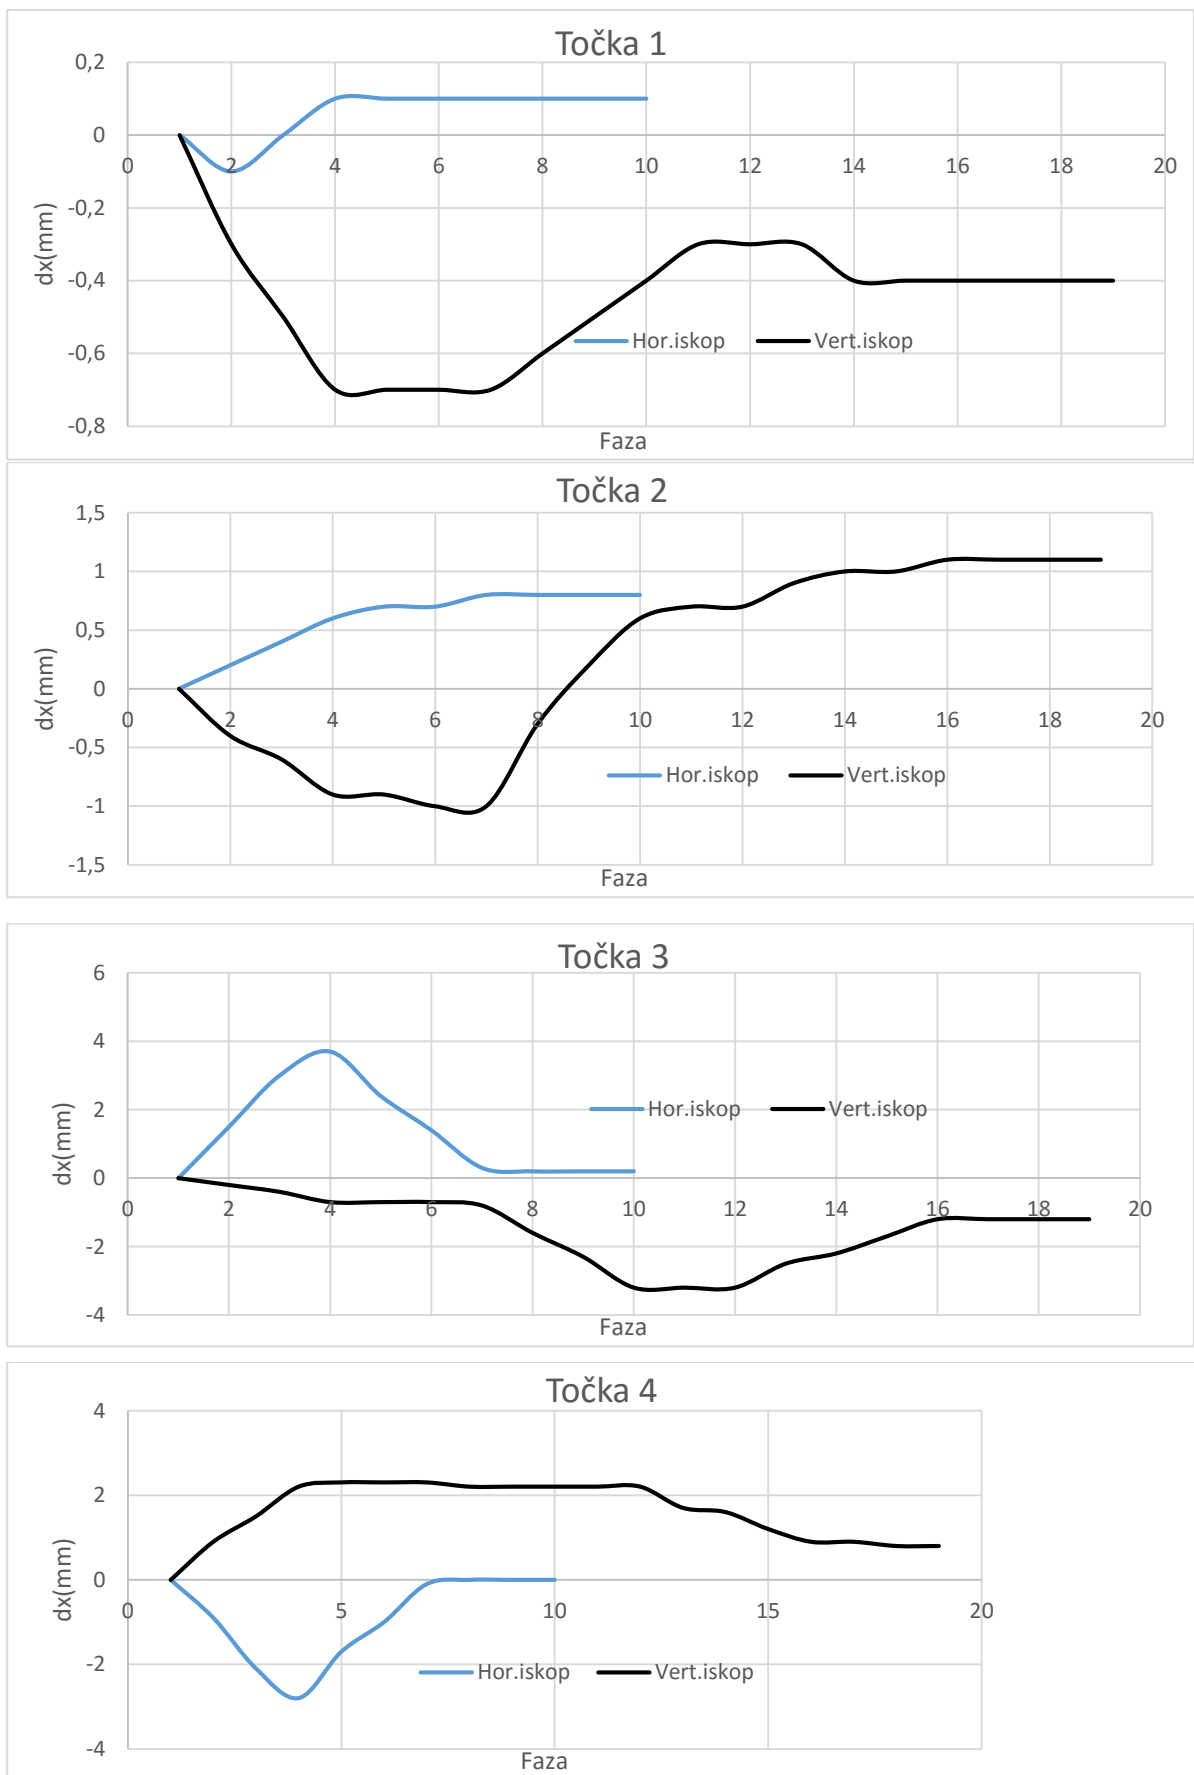 Točka 1
0,2
0
0 2 4 6 8 10 12 14 16 18 20
-0,2
dx(mm)
-0,4
Hor.iskop Vert.iskop
-0,6
-0,8
Faza
Točka 2
1,5
1
0,5
0
dx(mm)
0 2 4 6 8 10 12 14 16 18 20
-0,5
Hor.iskop Vert.iskop
-1
-1,5
Faza
Točka 3
6
4
2
Hor.iskop Vert.iskop
dx(mm)
0
0 2 4 6 8 10 12 14 16 18 20
-2
-4
Faza
Točka 4
4
2
dx(mm)
0
0 5 10 15 20
-2
Hor.iskop Vert.iskop
-4
Faza